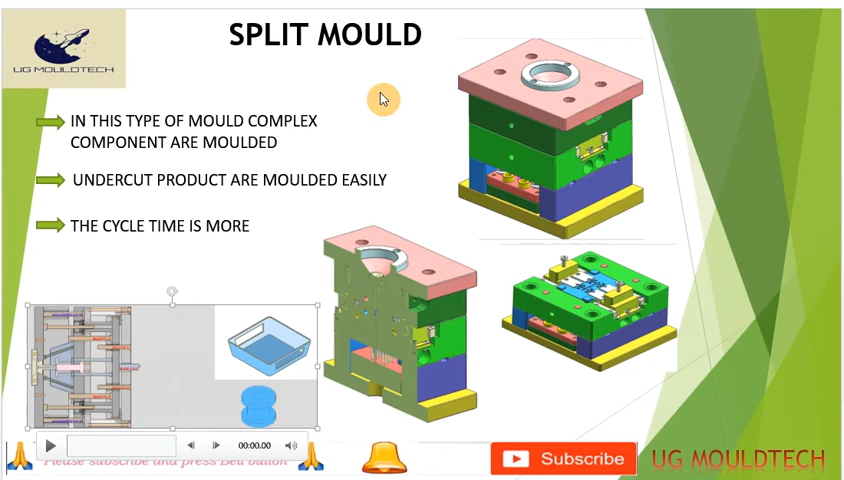 SPLIT MOULD
UG MOULDTECH
IN THIS TYPE OF MOULD COMPLEX
COMPONENT ARE MOULDED
UNDERCUT PRODUCT ARE MOULDED EASILY
THE CYCLE TIME IS MORE
00:00.00
Please subscribe and press Bell button
Subscribe
UG MOULDTECH